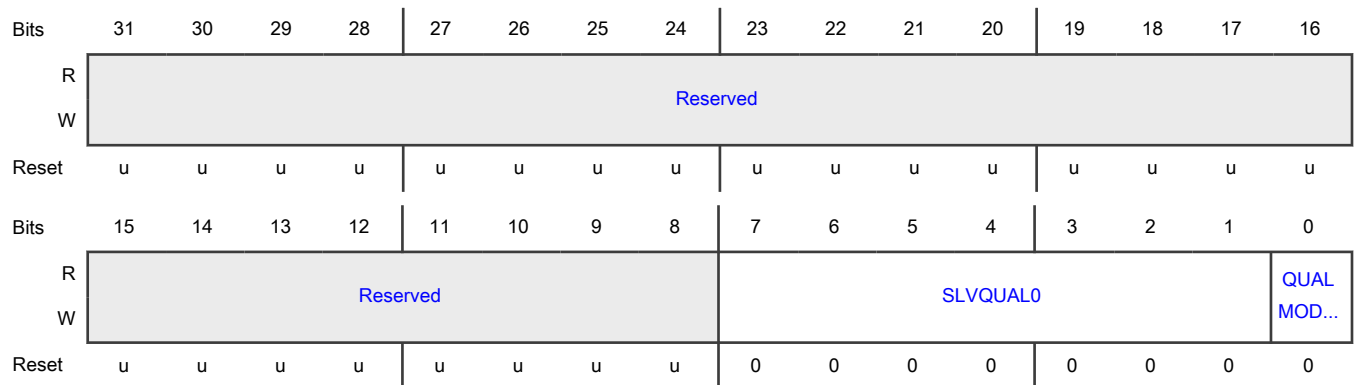 Bits 31 30 29 28 27 26 25 24 23 22 21 20 19 18 17 16
R
Reserved
W
Reset u u u u u u u u u u u u u u u u
Bits 15 14 13 12 11 10 9 8 7 6 5 4 3 2 1 0
R
Reserved SLVQUAL0 QUAL
MOD...
W
Reset u u u u u u u u 0 0 0 0 0 0 0 0